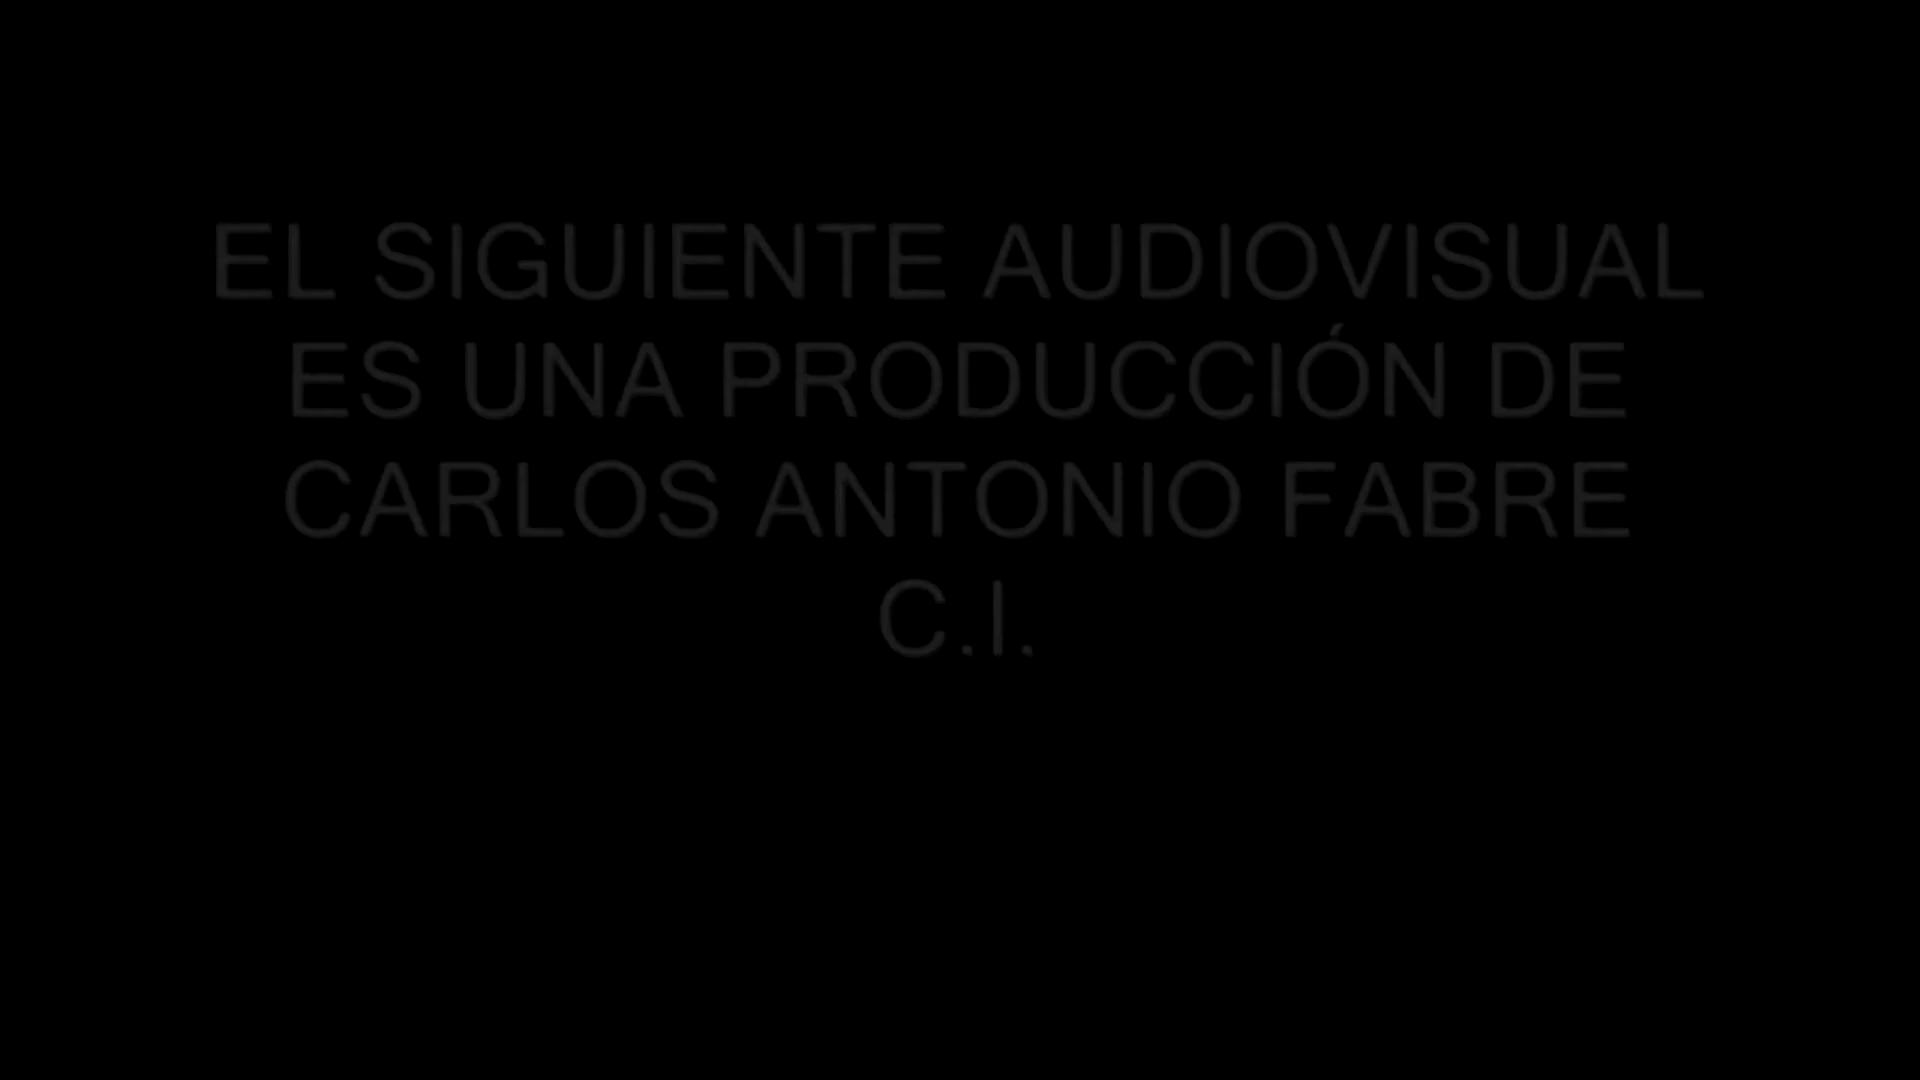 EL SIGUIENTE AUDIOVISUAL
ES UNA PRODUCCIÓN DE
CARLOS ANTONIO FABRE
C.I.